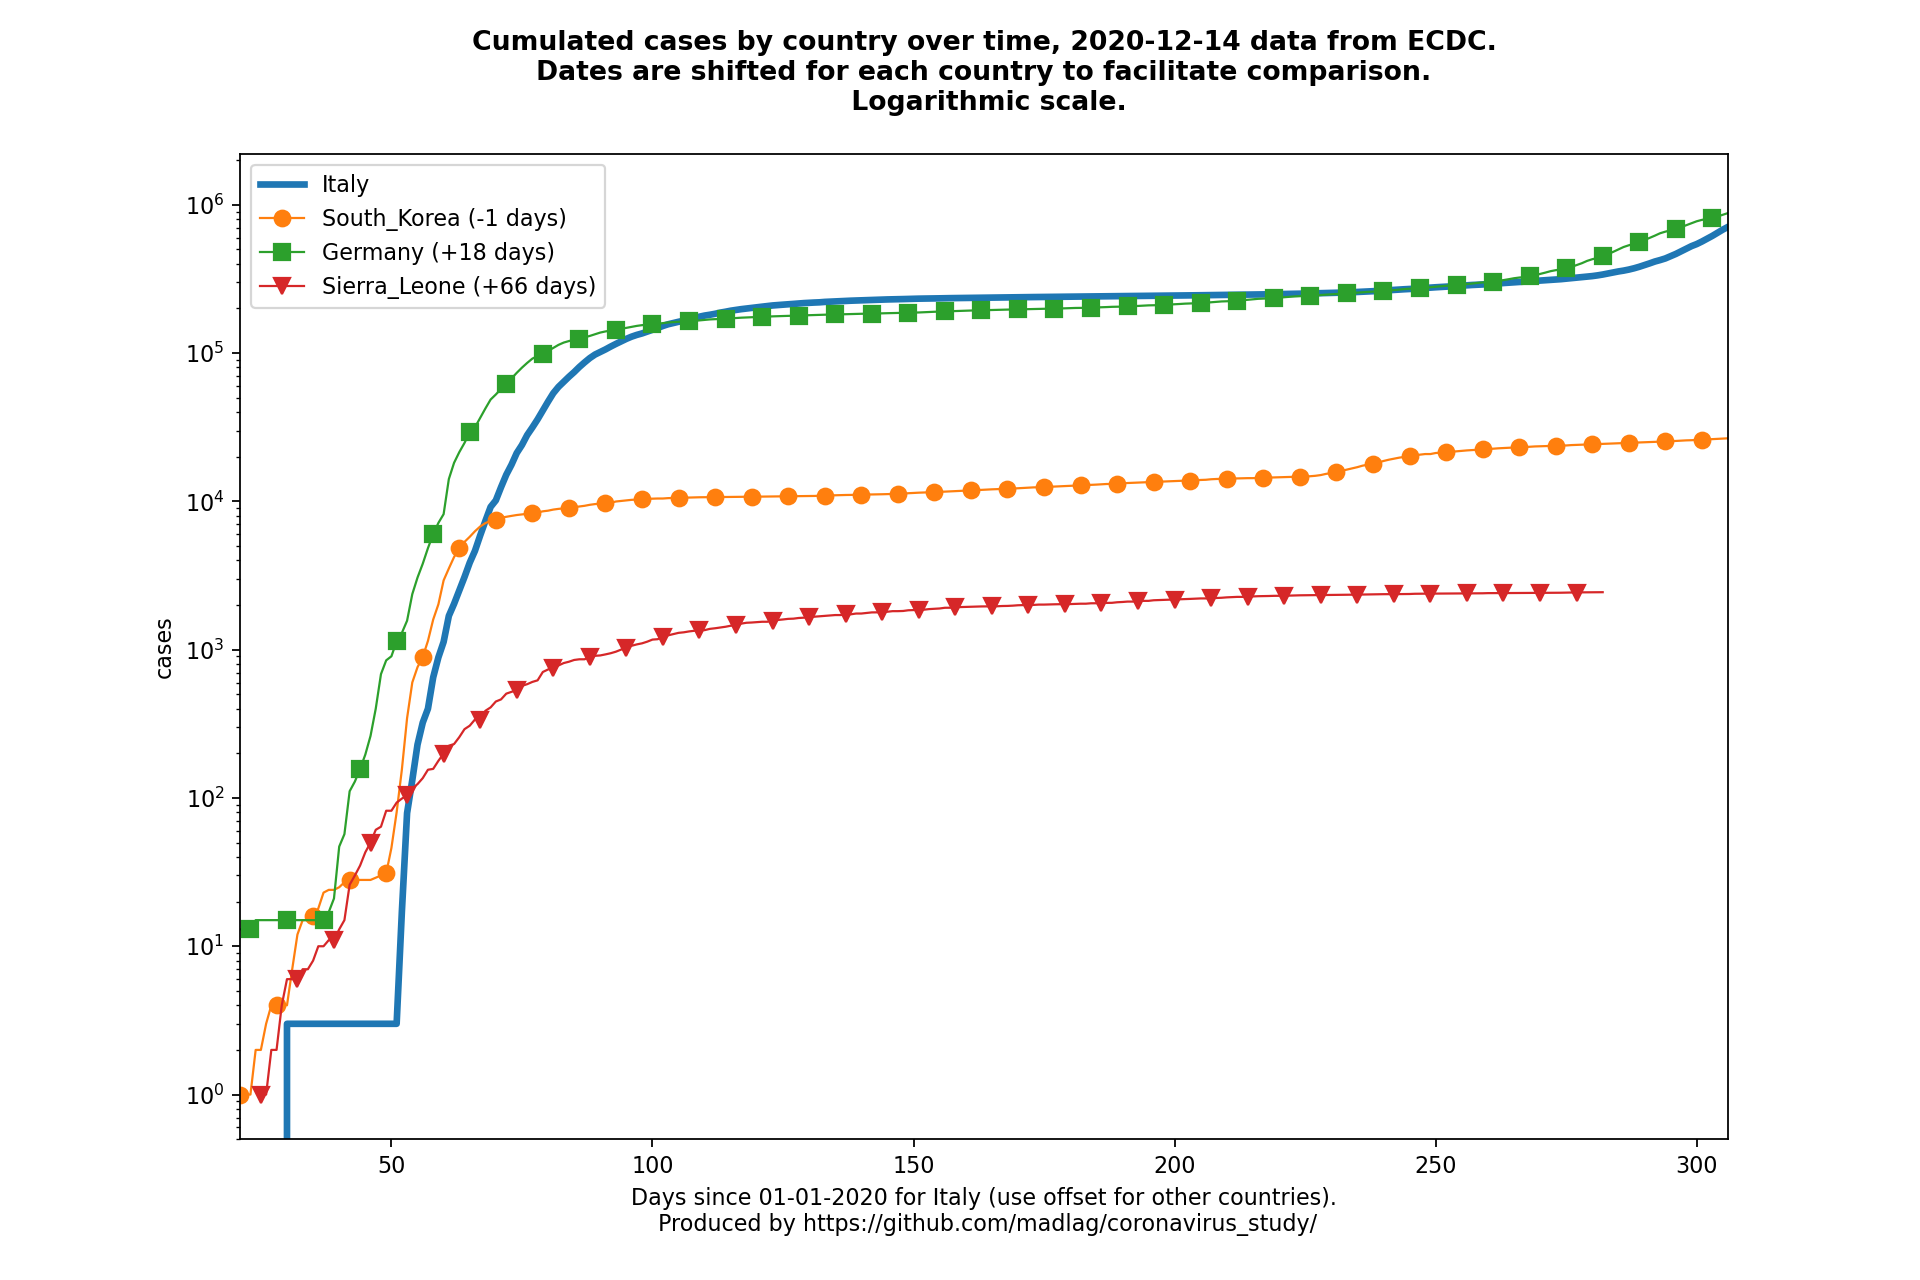 Cumulated cases by country over time, 2020-12-14 data from ECDC.
Dates are shifted for each country to facilitate comparison.
Logarithmic scale.
Italy
South_Korea (-1 days)
Germany (+18 days)
Sierra_Leone (+66 days)
10^6
10^5
10^4
10^3
10^2
10^1
10^0
cases
50 100 150 200 250 300
Days since 01-01-2020 for Italy (use offset for other countries).
Produced by https://github.com/madlag/coronavirus_study/